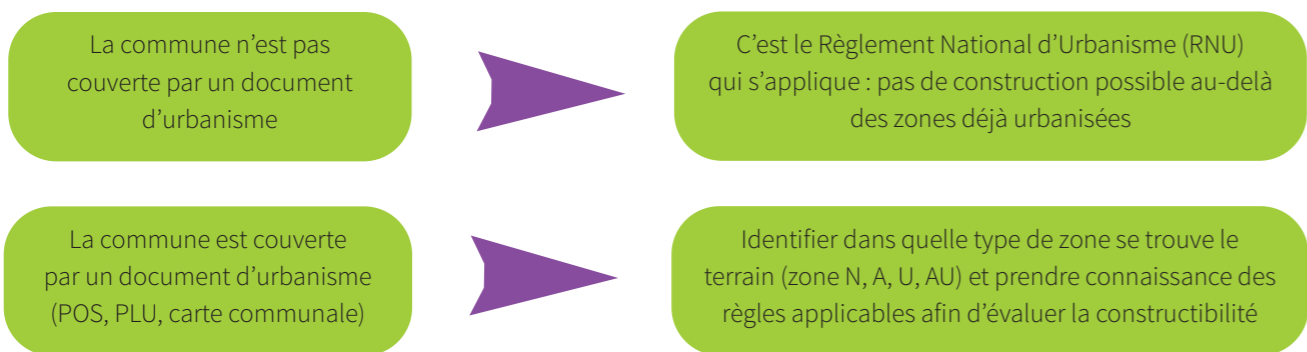 La commune n’est pas
couverte par un document
d’urbanisme
C’est le Règlement National d’Urbanisme (RNU)
qui s’applique : pas de construction possible au-delà
des zones déjà urbanisées
La commune est couverte
par un document d’urbanisme
(POS, PLU, carte communale)
Identifier dans quelle type de zone se trouve le
terrain (zone N, A, U, AU) et prendre connaissance des
règles applicables afin d’évaluer la constructibilité